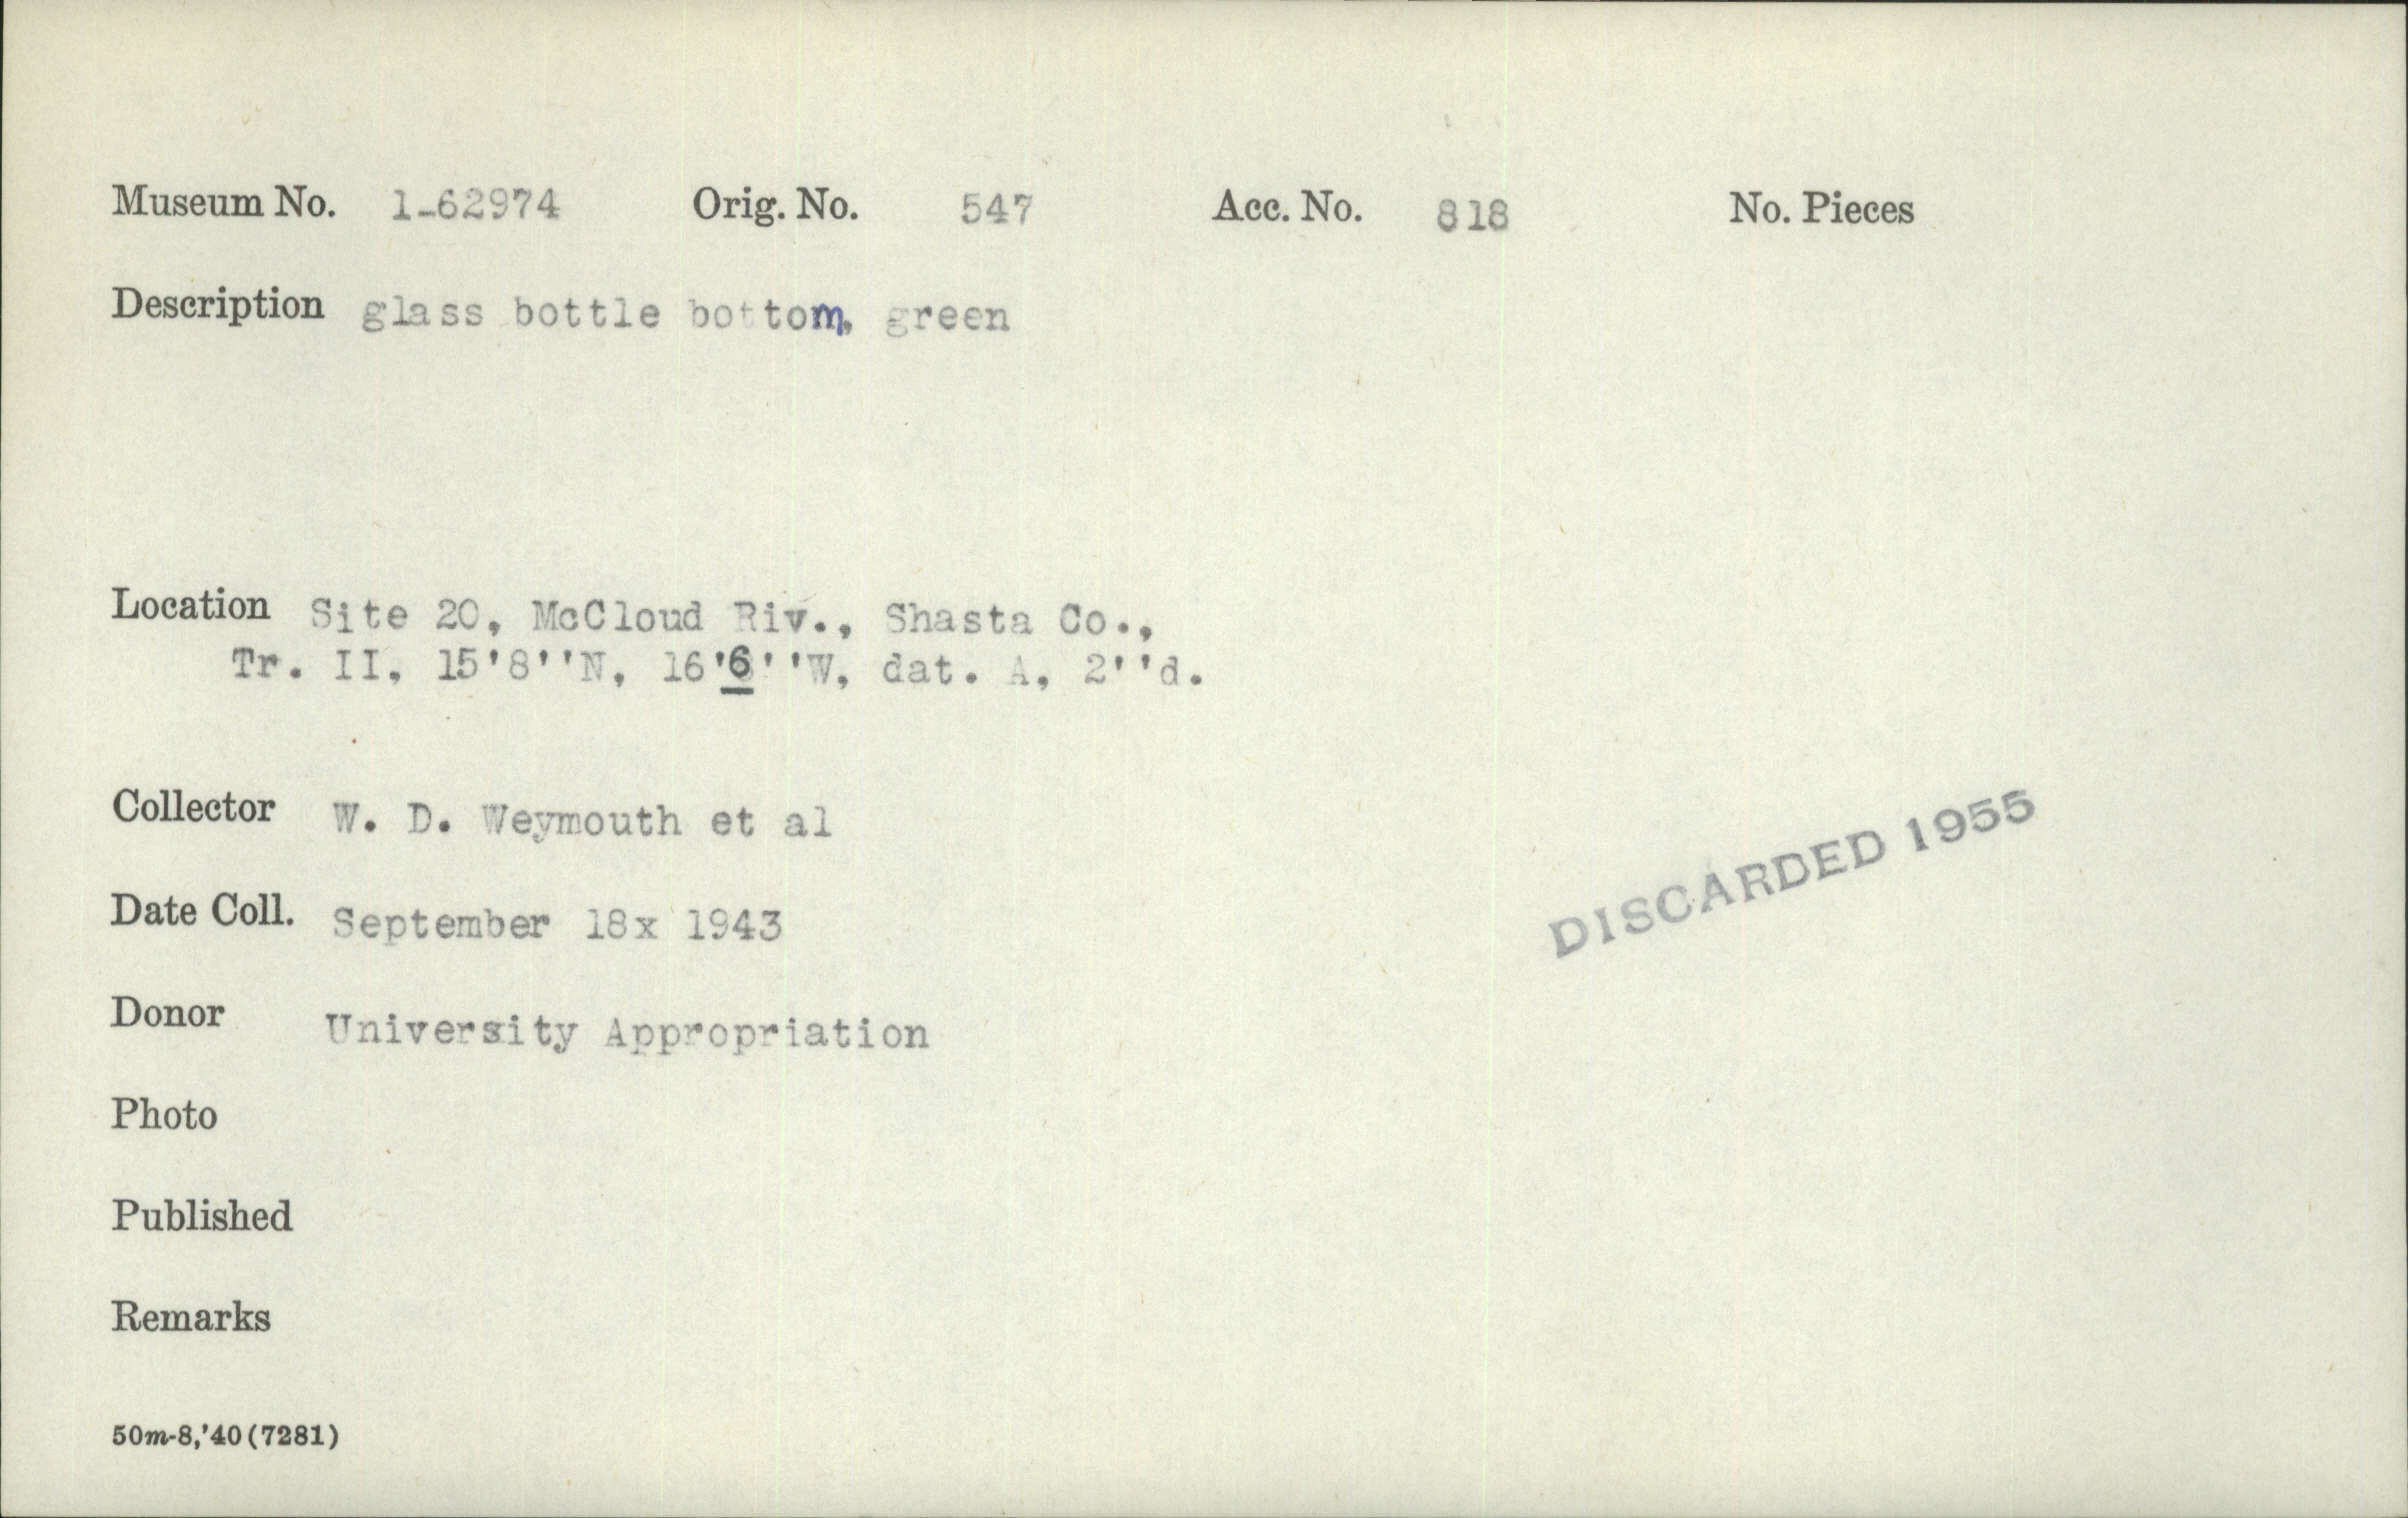 Museum No. 1-62974 Orig. No. 547 Acc. No. 818 No. Pieces
Description glass bottle bottom, green
Location Site 20, McCloud Riv., Shasta Co.,
Tr. II, 15'8''N, 16'6''W, dat. A, 2''d.
Collector W. D. Weymouth et al
DISCARDED 1955
Date Coll. September 18x 1943
Donor University Appropriation
Photo
Published
Remarks
50m-8,'40(7281)